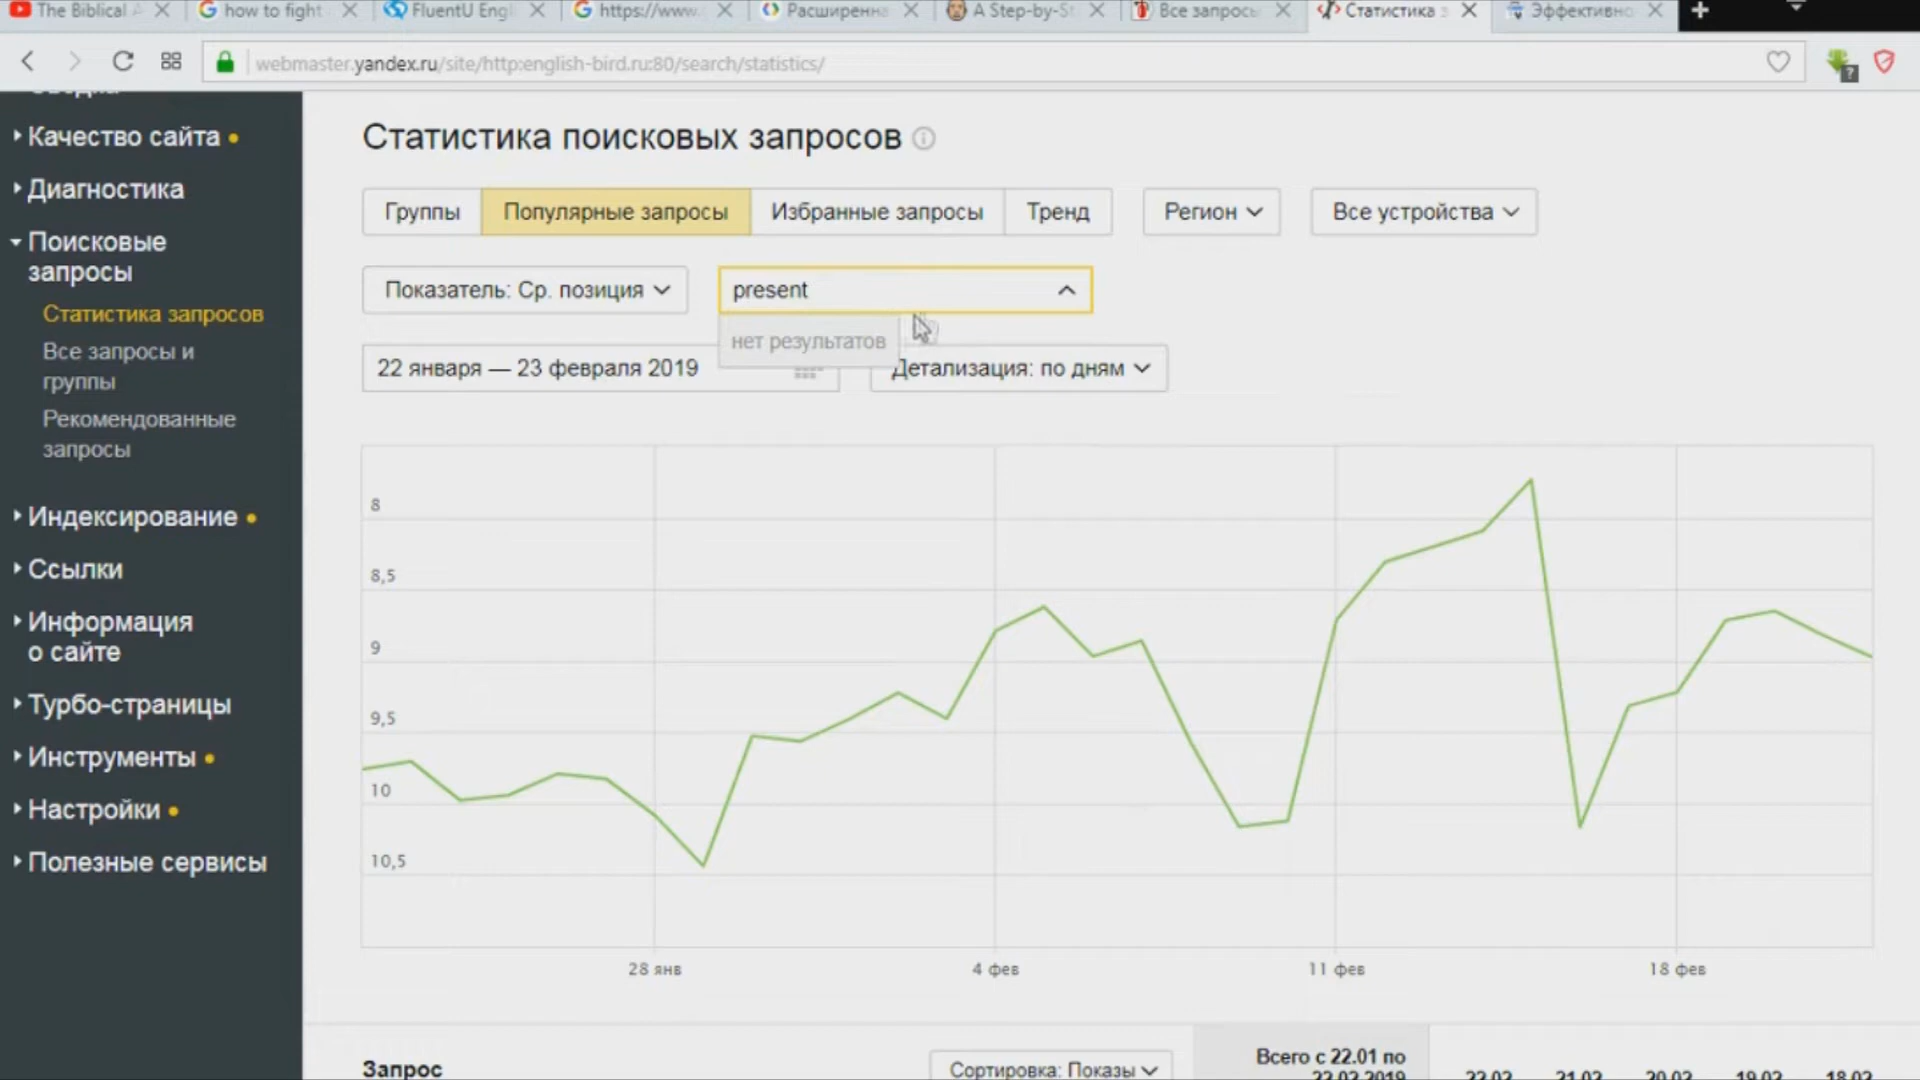 The Biblical A
how to fight
FluentU Engl
https://www.
Расширенна
A Step-by-St
Все запросы
Статистика з
Эффективно
webmaster.yandex.ru/site/http:english-bird.ru:80/search/statistics/
Качество сайта
Диагностика
Поисковые
запросы
Статистика запросов
Все запросы и
группы
Рекомендованные
запросы
Индексирование
Ссылки
Информация
о сайте
Турбо-страницы
Инструменты
Настройки
Полезные сервисы
Статистика поисковых запросов
Группы
Популярные запросы
Избранные запросы
Тренд
Регион
Все устройства
Показатель: Ср. позиция
present
нет результатов
22 января — 23 февраля 2019
Детализация: по дням
8
8,5
9
9,5
10
10,5
28 янв
4 фев
11 фев
18 фев
Запрос
Сортировка: Показы
Всего с 22.01 по